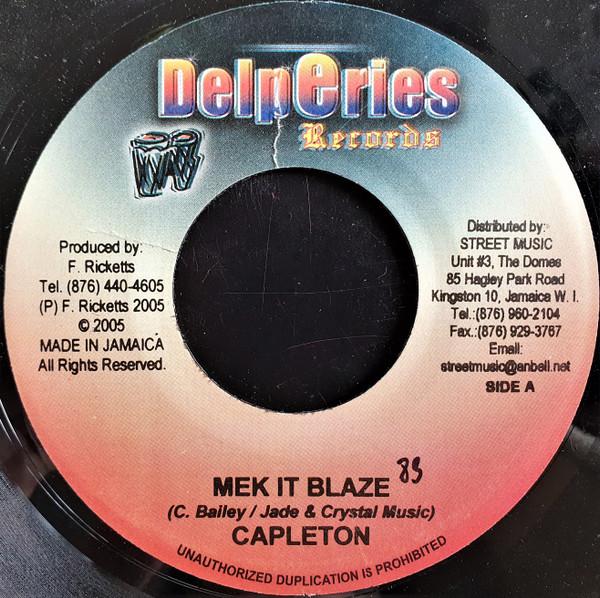 Delperies
Records
Produced by:
F. Ricketts
Tel. (876) 440-4605
(P) F. Ricketts 2005
© 2005
MADE IN JAMAICA
All Rights Reserved.
Distributed by:
STREET MUSIC
Unit #3, The Domes
85 Hagley Park Road
Kingston 10, Jamaica W. I.
Tel.:(876) 960-2104
Fax.:(876) 929-3767
Email:
streetmusic@anbell.net
SIDE A
MEK IT BLAZE
(C. Bailey / Jade & Crystal Music)
CAPLETON
UNAUTHORIZED DUPLICATION IS PROHIBITED